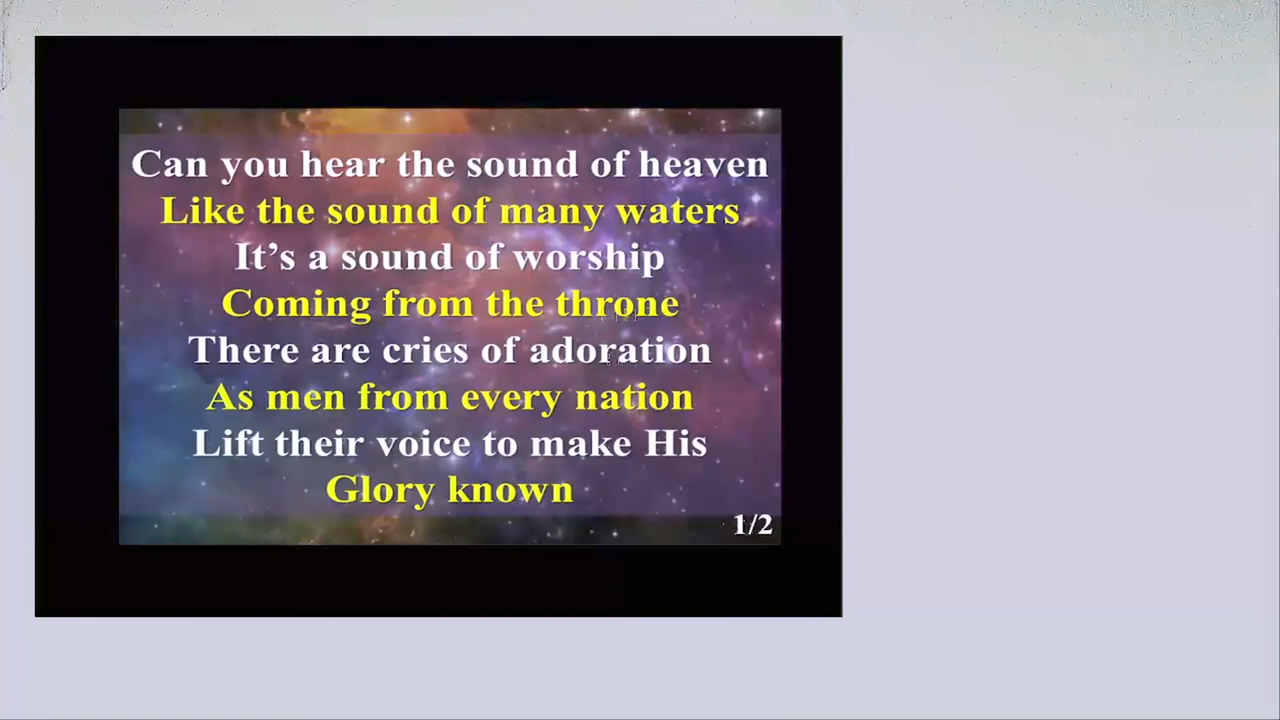 Can you hear the sound of heaven
Like the sound of many waters
It’s a sound of worship
Coming from the throne
There are cries of adoration
As men from every nation
Lift their voice to make His
Glory known
1/2